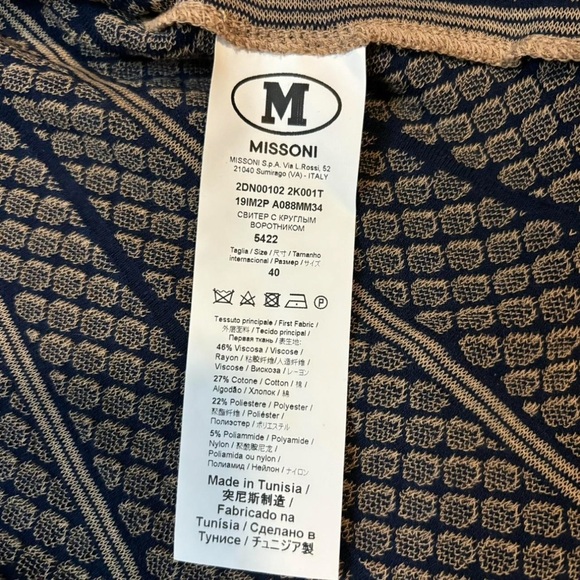 M
MISSONI
MISSONI S.p.A. Via L.Rossi, 52
21040 Sumirago (VA) - ITALY
2DN00102 2K001T
19IM2P A088MM34
СВИТЕР С КРУГЛЫМ
ВОРОТНИКОМ
5422
Taglia / Size / 尺寸 / Tamanho
internacional / Размер / サイズ
40
P
Tessuto principale / First Fabric /
外层面料 / Tecido principal /
Первая ткань / 表生地:
46% Viscosa / Viscose /
Rayon / 粘胶纤维/人造纤维 /
Viscose / Вискоза / レーヨン
27% Cotone / Cotton / 棉 /
Algodão / Хлопок / 綿
22% Poliestere / Polyester /
聚酯纤维 / Poliéster /
Полиэстер / ポリエステル
5% Poliammide / Polyamide /
Nylon / 聚酰胺尼龙 /
Poliamida ou nylon /
Полиамид / Нейлон / ナイロン
Made in Tunisia /
突尼斯制造 /
Fabricado na
Tunísia / Сделано в
Тунисе / チュニジア製